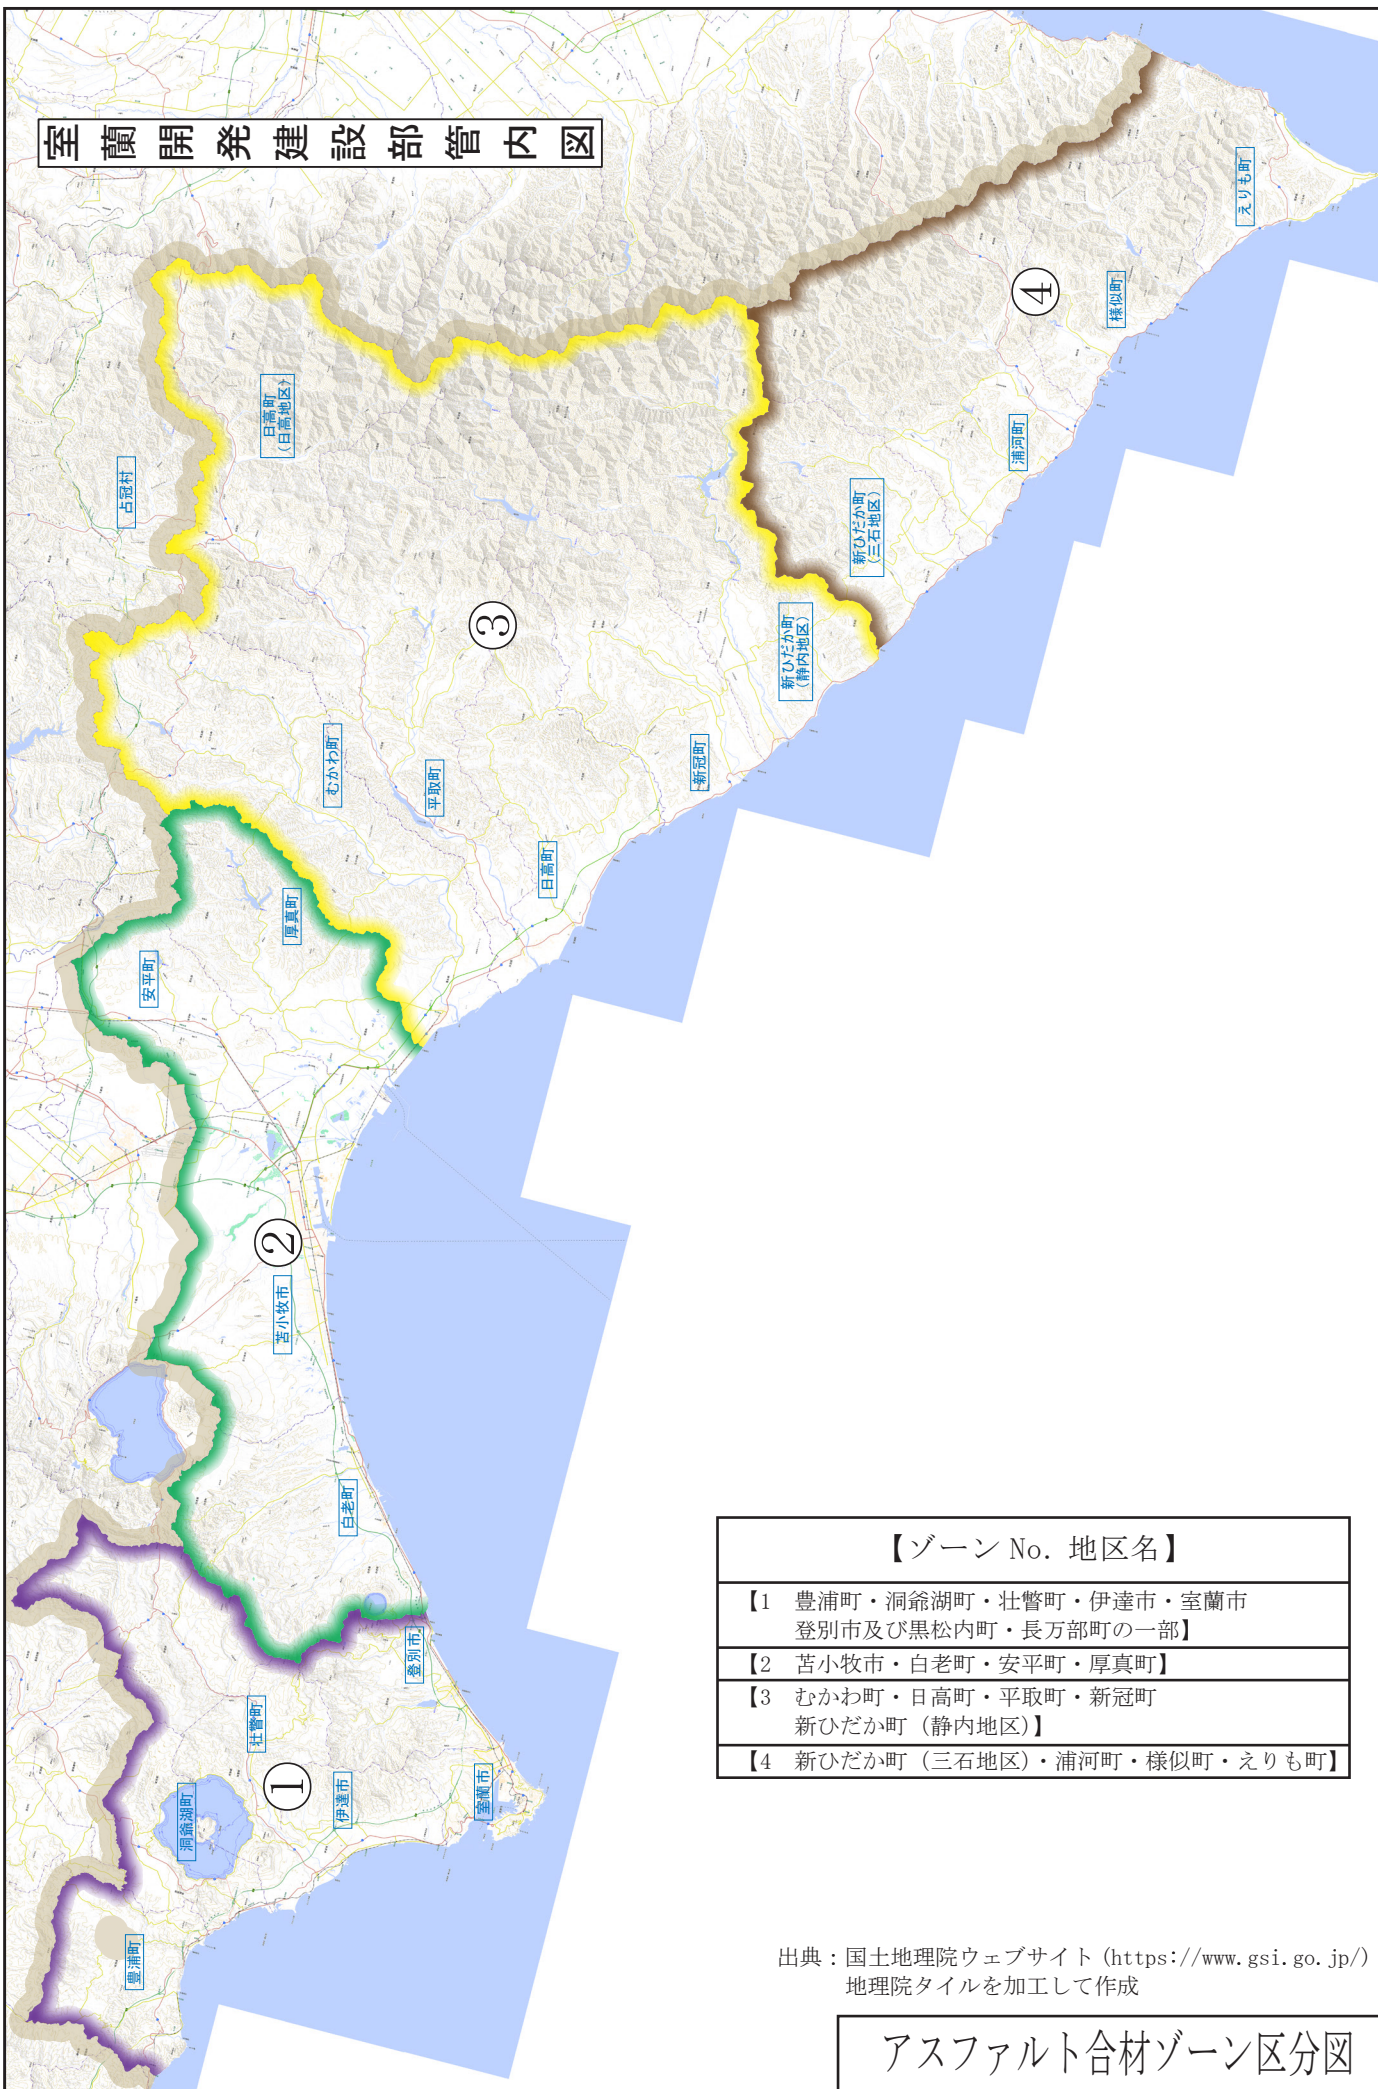 室蘭開発建設部管内図
えりも町
様似町
④
浦河町
日高町
(日高地区)
占冠村
新ひだか町
(三石地区)
③
新ひだか町
(静内地区)
むかわ町
平取町
新冠町
日高町
厚真町
安平町
②
苫小牧市
白老町
登別市
壮瞥町
①
洞爺湖町
伊達市
室蘭市
豊浦町
【ゾーン No. 地区名】
【1 豊浦町・洞爺湖町・壮瞥町・伊達市・室蘭市
登別市及び黒松内町・長万部町の一部】
【2 苫小牧市・白老町・安平町・厚真町】
【3 むかわ町・日高町・平取町・新冠町
新ひだか町（静内地区)】
【4 新ひだか町（三石地区）・浦河町・様似町・えりも町】
出典：国土地理院ウェブサイト(https://www.gsi.go.jp/)
地理院タイルを加工して作成
アスファルト合材ゾーン区分図